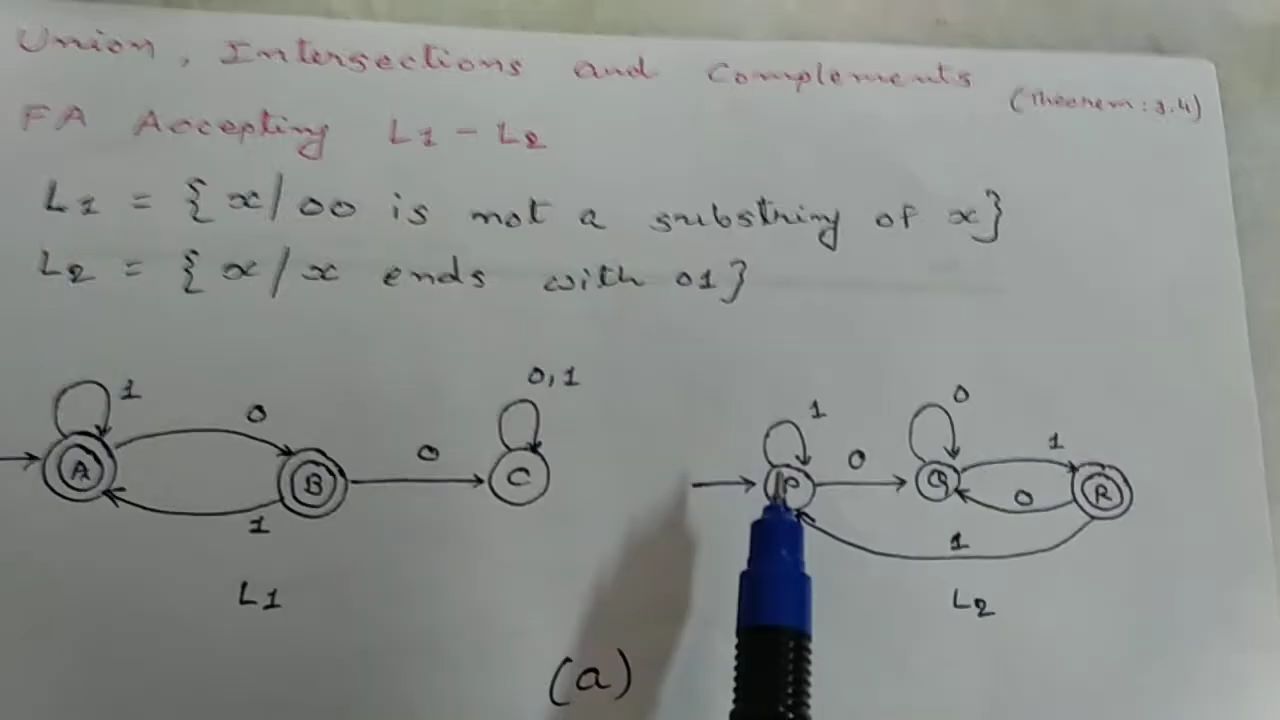 Union, Intersections and Complements
(Theorem: 3.4)
FA Accepting L1 - L2
L1 = {x/00 is not a substring of x}
L2 = {x/x ends with 01}
1 0 0 0,1
A B C
1
L1
1 0 0 1
P Q R
0
1
L2
(a)